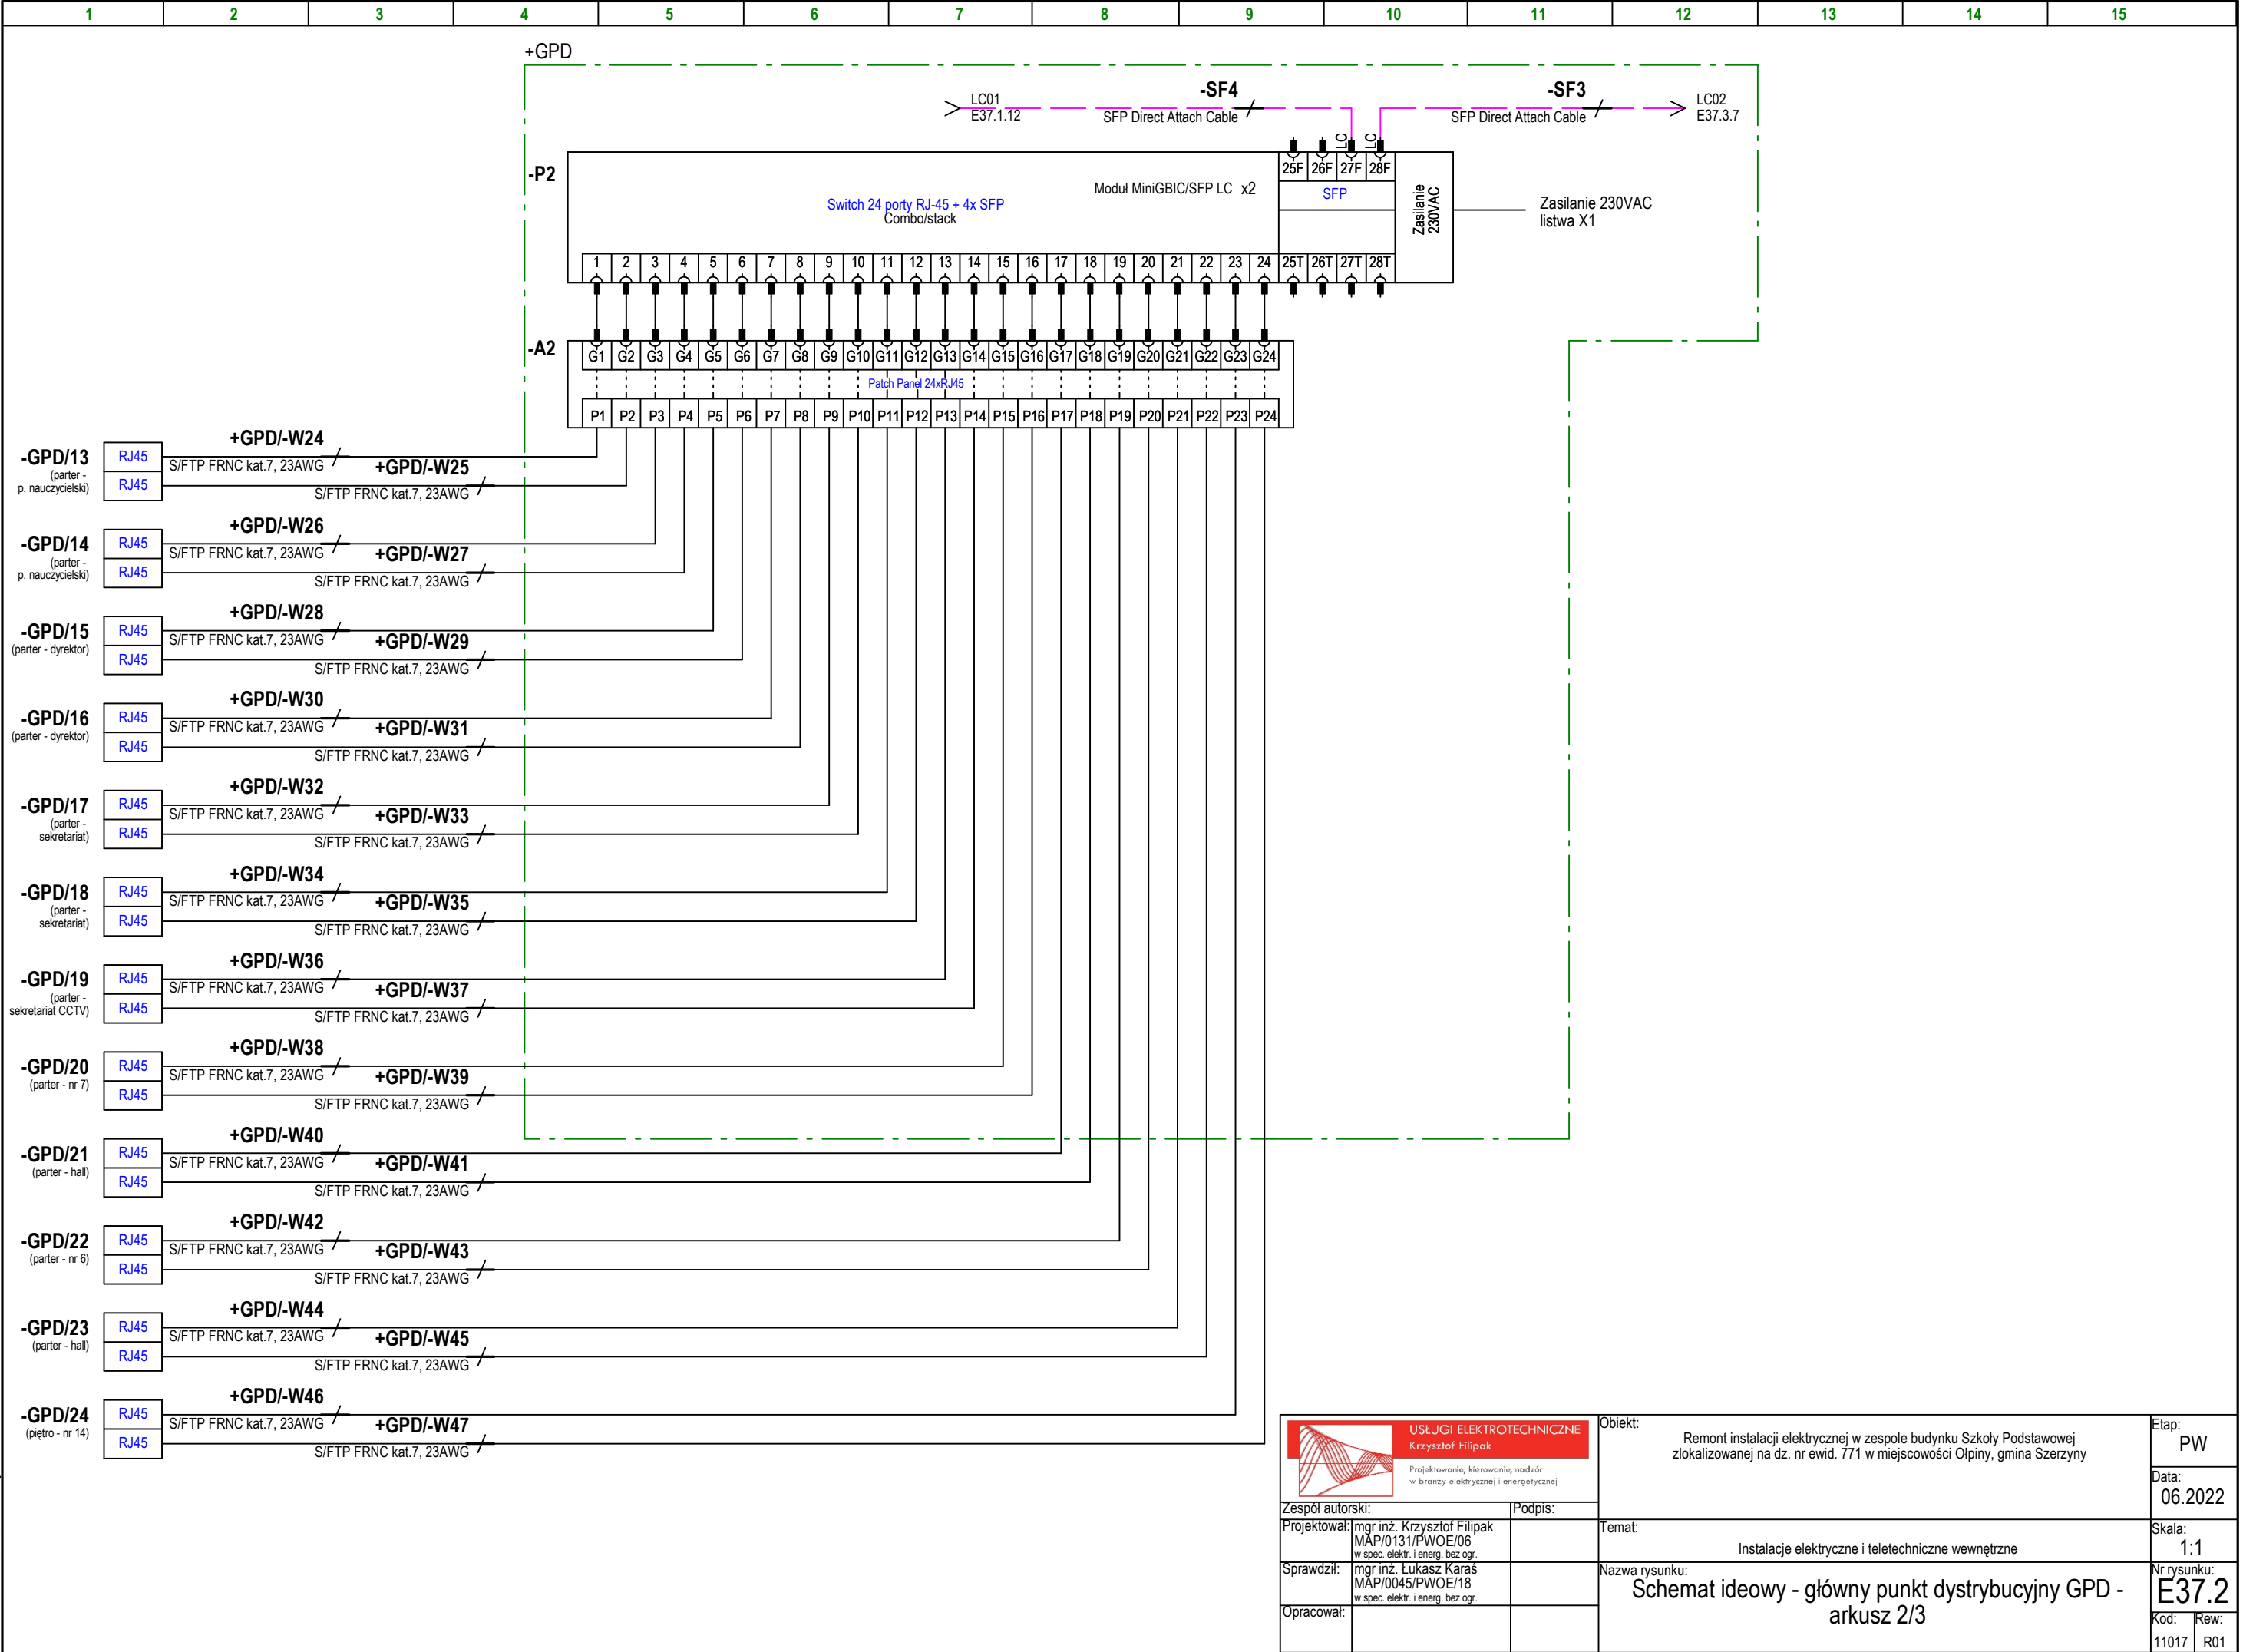 1 2 3 4 5 6 7 8 9 10 11 12 13 14 15
+GPD
LC01
E37.1.12
-SF4
SFP Direct Attach Cable
-SF3
SFP Direct Attach Cable
LC02
E37.3.7
LC LC
-P2
25F 26F 27F 28F
Moduł MiniGBIC/SFP LC x2
SFP
Switch 24 porty RJ-45 + 4x SFP
Combo/stack
Zasilanie
230VAC
Zasilanie 230VAC
listwa X1
1 2 3 4 5 6 7 8 9 10 11 12 13 14 15 16 17 18 19 20 21 22 23 24 25T 26T 27T 28T
-A2
G1 G2 G3 G4 G5 G6 G7 G8 G9 G10 G11 G12 G13 G14 G15 G16 G17 G18 G19 G20 G21 G22 G23 G24
Patch Panel 24xRJ45
P1 P2 P3 P4 P5 P6 P7 P8 P9 P10 P11 P12 P13 P14 P15 P16 P17 P18 P19 P20 P21 P22 P23 P24
-GPD/13
(parter -
p. nauczycielski)
RJ45
RJ45
+GPD/-W24
S/FTP FRNC kat.7, 23AWG
+GPD/-W25
S/FTP FRNC kat.7, 23AWG
-GPD/14
(parter -
p. nauczycielski)
RJ45
RJ45
+GPD/-W26
S/FTP FRNC kat.7, 23AWG
+GPD/-W27
S/FTP FRNC kat.7, 23AWG
-GPD/15
(parter - dyrektor)
RJ45
RJ45
+GPD/-W28
S/FTP FRNC kat.7, 23AWG
+GPD/-W29
S/FTP FRNC kat.7, 23AWG
-GPD/16
(parter - dyrektor)
RJ45
RJ45
+GPD/-W30
S/FTP FRNC kat.7, 23AWG
+GPD/-W31
S/FTP FRNC kat.7, 23AWG
-GPD/17
(parter -
sekretariat)
RJ45
RJ45
+GPD/-W32
S/FTP FRNC kat.7, 23AWG
+GPD/-W33
S/FTP FRNC kat.7, 23AWG
-GPD/18
(parter -
sekretariat)
RJ45
RJ45
+GPD/-W34
S/FTP FRNC kat.7, 23AWG
+GPD/-W35
S/FTP FRNC kat.7, 23AWG
-GPD/19
(parter -
sekretariat CCTV)
RJ45
RJ45
+GPD/-W36
S/FTP FRNC kat.7, 23AWG
+GPD/-W37
S/FTP FRNC kat.7, 23AWG
-GPD/20
(parter - nr 7)
RJ45
RJ45
+GPD/-W38
S/FTP FRNC kat.7, 23AWG
+GPD/-W39
S/FTP FRNC kat.7, 23AWG
-GPD/21
(parter - hall)
RJ45
RJ45
+GPD/-W40
S/FTP FRNC kat.7, 23AWG
+GPD/-W41
S/FTP FRNC kat.7, 23AWG
-GPD/22
(parter - nr 6)
RJ45
RJ45
+GPD/-W42
S/FTP FRNC kat.7, 23AWG
+GPD/-W43
S/FTP FRNC kat.7, 23AWG
-GPD/23
(parter - hall)
RJ45
RJ45
+GPD/-W44
S/FTP FRNC kat.7, 23AWG
+GPD/-W45
S/FTP FRNC kat.7, 23AWG
-GPD/24
(piętro - nr 14)
RJ45
RJ45
+GPD/-W46
S/FTP FRNC kat.7, 23AWG
+GPD/-W47
S/FTP FRNC kat.7, 23AWG
USŁUGI ELEKTROTECHNICZNE
Krzysztof Filipak
Projektowanie, kierowanie, nadzór
w branży elektrycznej i energetycznej
Obiekt:
Remont instalacji elektrycznej w zespole budynku Szkoły Podstawowej
zlokalizowanej na dz. nr ewid. 771 w miejscowości Ołpiny, gmina Szerzyny
Etap:
PW
Data:
06.2022
Zespół autorski:
Podpis:
Projektował:
mgr inż. Krzysztof Filipak
MAP/0131/PWOE/06
w spec. elektr. i energ. bez ogr.
Sprawdził:
mgr inż. Łukasz Karaś
MAP/0045/PWOE/18
w spec. elektr. i energ. bez ogr.
Opracował:
Temat:
Instalacje elektryczne i teletechniczne wewnętrzne
Skala:
1:1
Nazwa rysunku:
Schemat ideowy - główny punkt dystrybucyjny GPD -
arkusz 2/3
Nr rysunku:
E37.2
Kod:
11017
Rew:
R01